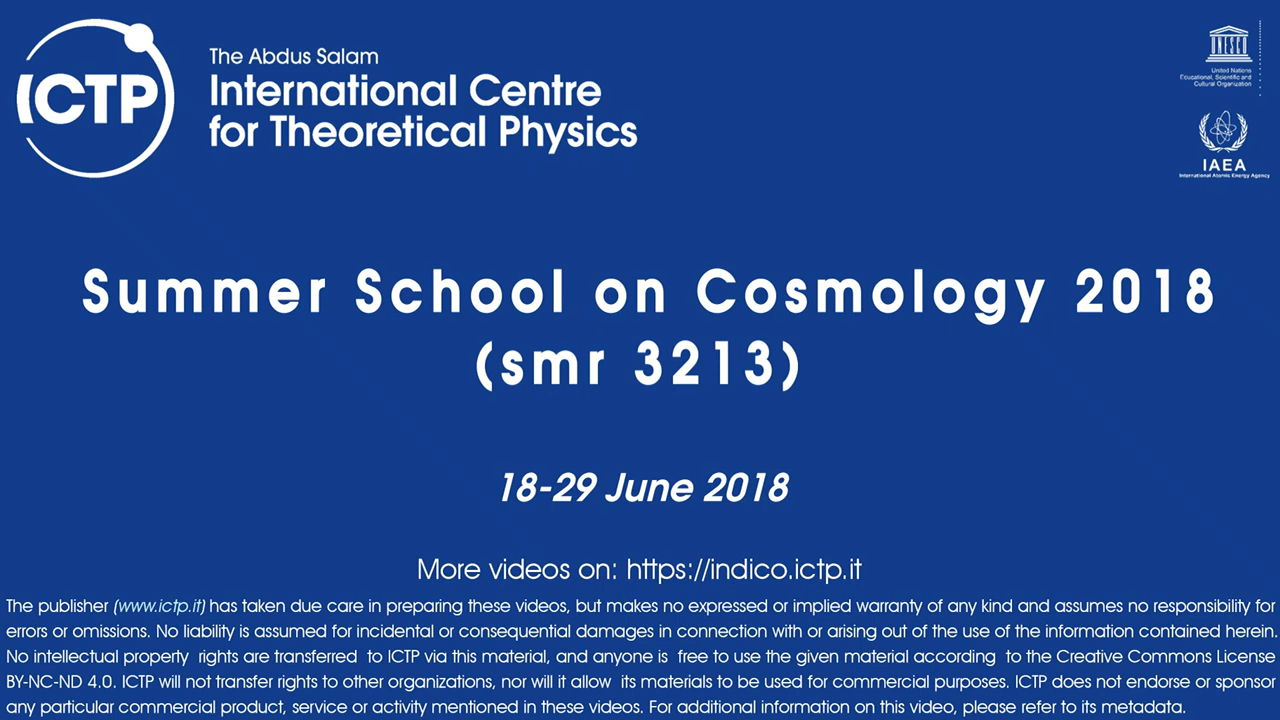 ICTP
The Abdus Salam
International Centre
for Theoretical Physics
UNESCO
United Nations
Educational, Scientific and
Cultural Organization
IAEA
International Atomic Energy Agency
Summer School on Cosmology 2018
(smr 3213)
18-29 June 2018
More videos on: https://indico.ictp.it
The publisher (www.ictp.it) has taken due care in preparing these videos, but makes no expressed or implied warranty of any kind and assumes no responsibility for
errors or omissions. No liability is assumed for incidental or consequential damages in connection with or arising out of the use of the information contained herein.
No intellectual property rights are transferred to ICTP via this material, and anyone is free to use the given material according to the Creative Commons License
BY-NC-ND 4.0. ICTP will not transfer rights to other organizations, nor will it allow its materials to be used for commercial purposes. ICTP does not endorse or sponsor
any particular commercial product, service or activity mentioned in these videos. For additional information on this video, please refer to its metadata.